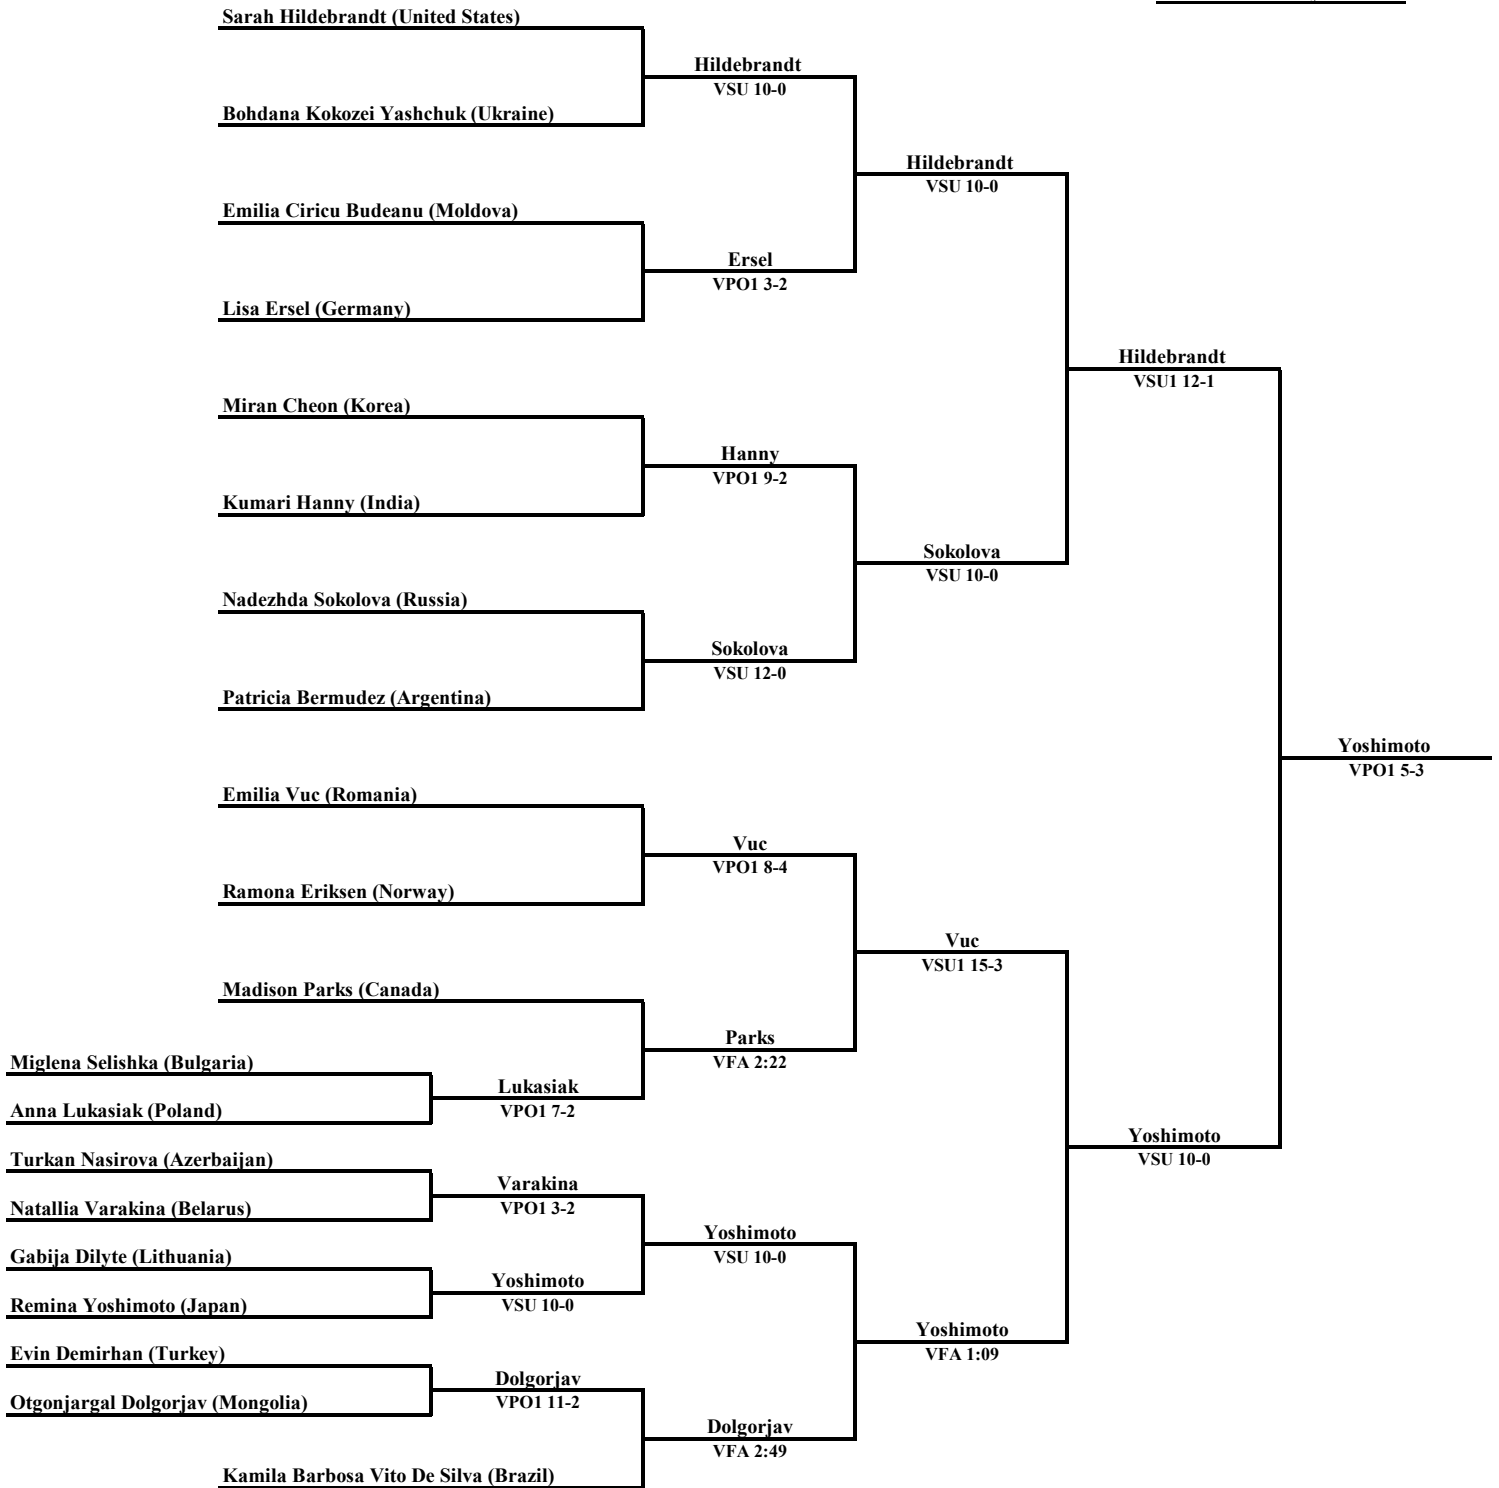 Sarah Hildebrandt (United States)
Hildebrandt
VSU 10-0
Bohdana Kokozei Yashchuk (Ukraine)
Hildebrandt
VSU 10-0
Emilia Ciricu Budeanu (Moldova)
Ersel
VPO1 3-2
Lisa Ersel (Germany)
Hildebrandt
VSU1 12-1
Miran Cheon (Korea)
Hanny
VPO1 9-2
Kumari Hanny (India)
Sokolova
VSU 10-0
Nadezhda Sokolova (Russia)
Sokolova
VSU 12-0
Patricia Bermudez (Argentina)
Yoshimoto
VPO1 5-3
Emilia Vuc (Romania)
Vuc
VPO1 8-4
Ramona Eriksen (Norway)
Vuc
VSU1 15-3
Madison Parks (Canada)
Parks
VFA 2:22
Miglena Selishka (Bulgaria)
Lukasiak
VPO1 7-2
Anna Lukasiak (Poland)
Yoshimoto
VSU 10-0
Turkan Nasirova (Azerbaijan)
Varakina
VPO1 3-2
Natallia Varakina (Belarus)
Yoshimoto
VSU 10-0
Gabija Dilyte (Lithuania)
Yoshimoto
VSU 10-0
Remina Yoshimoto (Japan)
Yoshimoto
VFA 1:09
Evin Demirhan (Turkey)
Dolgorjav
VPO1 11-2
Otgonjargal Dolgorjav (Mongolia)
Dolgorjav
VFA 2:49
Kamila Barbosa Vito De Silva (Brazil)